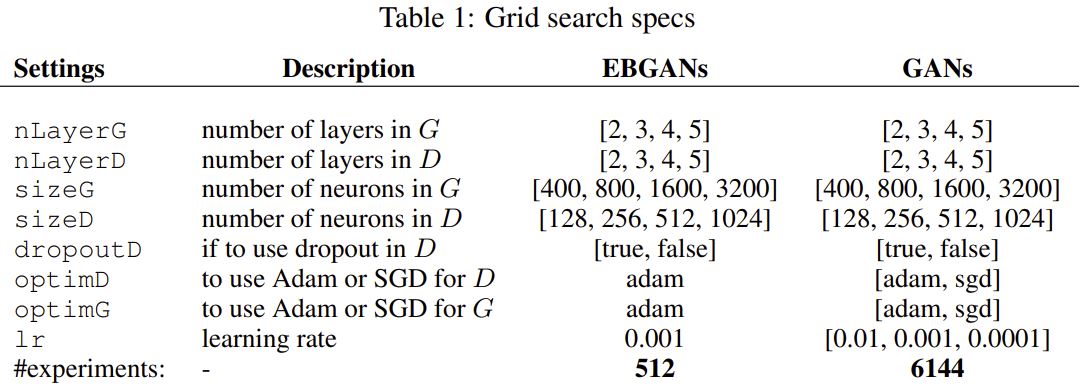 Table 1: Grid search specs
Settings Description EBGANs GANs
nLayerG number of layers in G [2, 3, 4, 5] [2, 3, 4, 5]
nLayerD number of layers in D [2, 3, 4, 5] [2, 3, 4, 5]
sizeG number of neurons in G [400, 800, 1600, 3200] [400, 800, 1600, 3200]
sizeD number of neurons in D [128, 256, 512, 1024] [128, 256, 512, 1024]
dropoutD if to use dropout in D [true, false] [true, false]
optimD to use Adam or SGD for D adam [adam, sgd]
optimG to use Adam or SGD for G adam [adam, sgd]
lr learning rate 0.001 [0.01, 0.001, 0.0001]
#experiments: - 512 6144